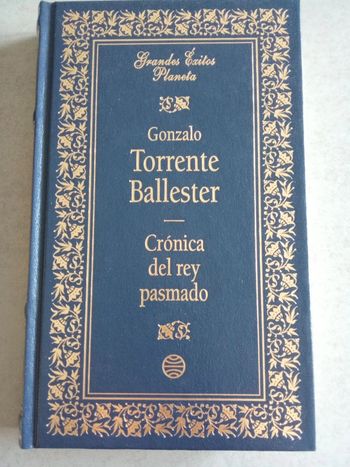 Grandes Éxitos
Planeta
Gonzalo
Torrente
Ballester
Crónica
del rey
pasmado